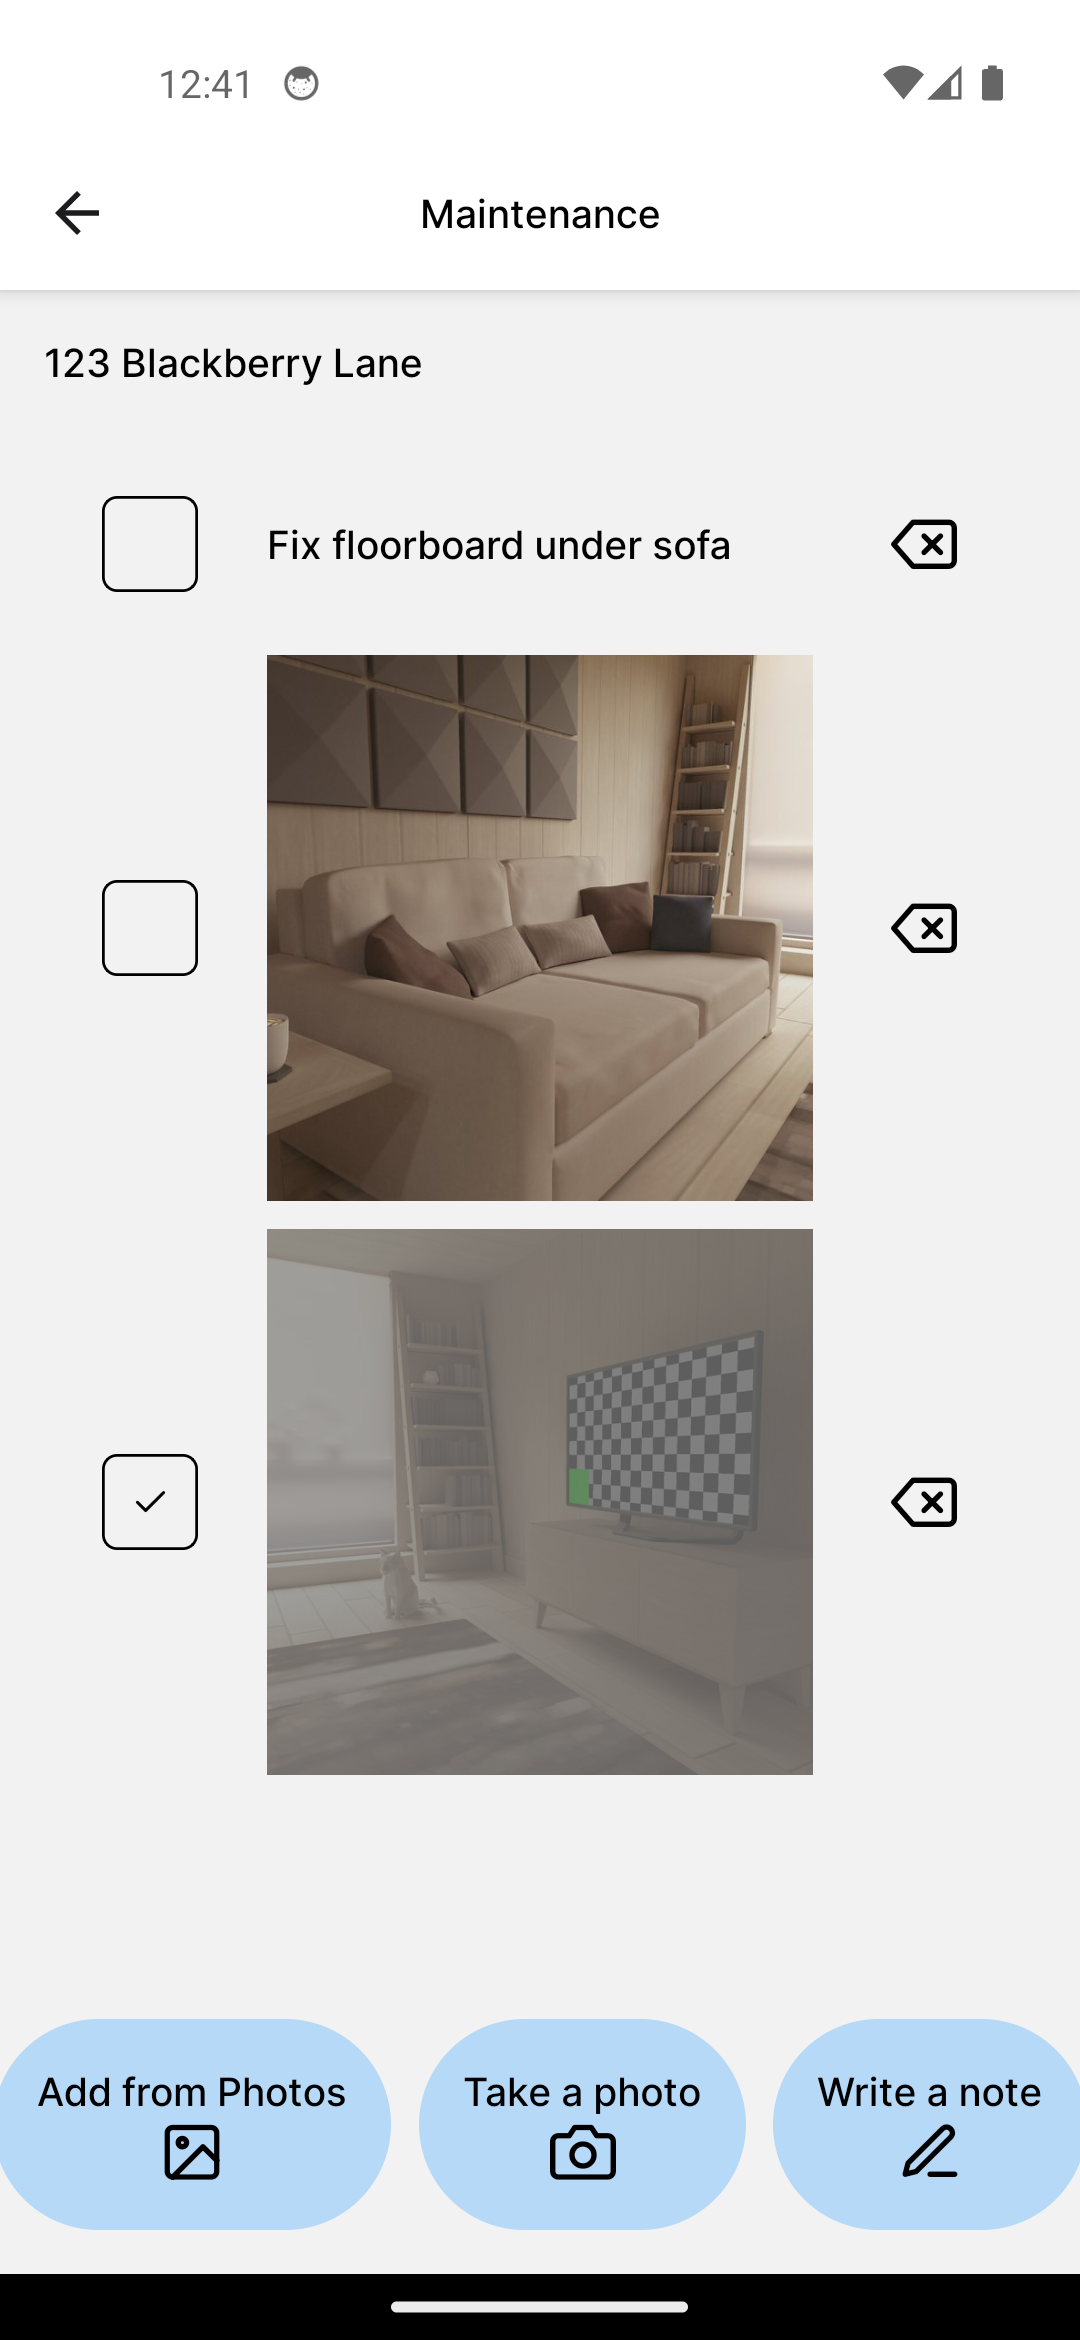 12:41
Maintenance
123 Blackberry Lane
Fix floorboard under sofa
Add from Photos
Take a photo
Write a note